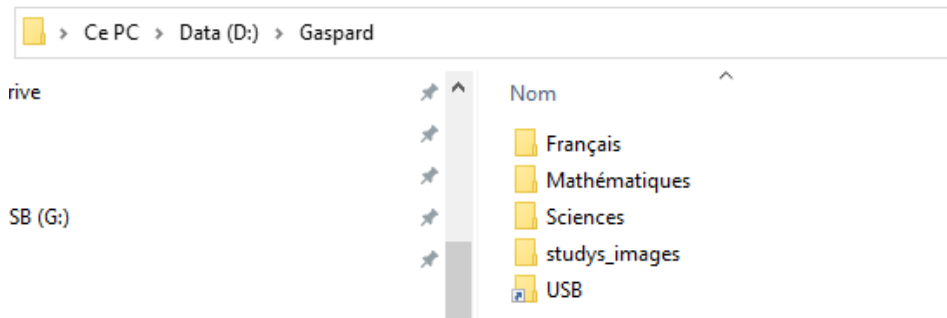 Ce PC > Data (D:) > Gaspard
rive
SB (G:)
Nom
Français
Mathématiques
Sciences
studys_images
USB